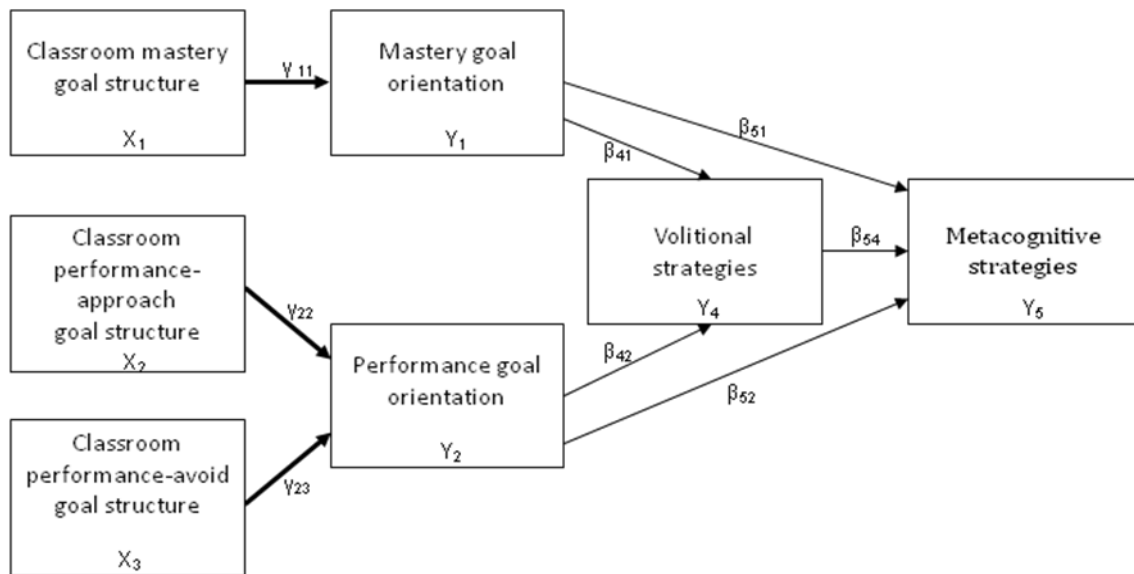 Classroom mastery
goal structure
X₁
γ 11
Mastery goal
orientation
Y₁
β₅₁
β₄₁
Volitional
strategies
Y₄
β₅₄
Metacognitive
strategies
Y₅
Classroom
performance-
approach
goal structure
X₂
γ₂₂
Performance goal
orientation
Y₂
β₄₂
β₅₂
Classroom
performance-avoid
goal structure
X₃
γ₂₃